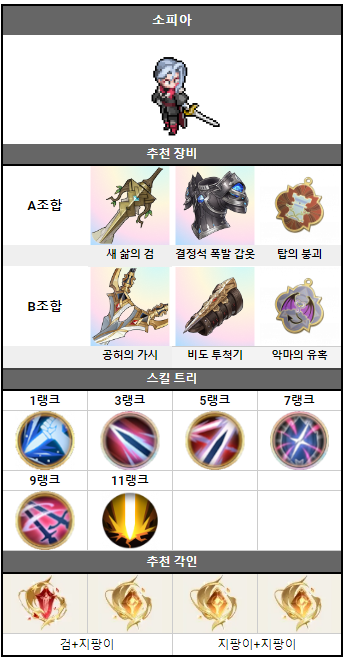 소피아
추천 장비
A조합
새 삶의 검 결정석 폭발 갑옷 탑의 붕괴
B조합
공허의 가시 비도 투척기 악마의 유혹
스킬 트리
1랭크 3랭크 5랭크 7랭크
9랭크 11랭크
추천 각인
검+지팡이 지팡이+지팡이